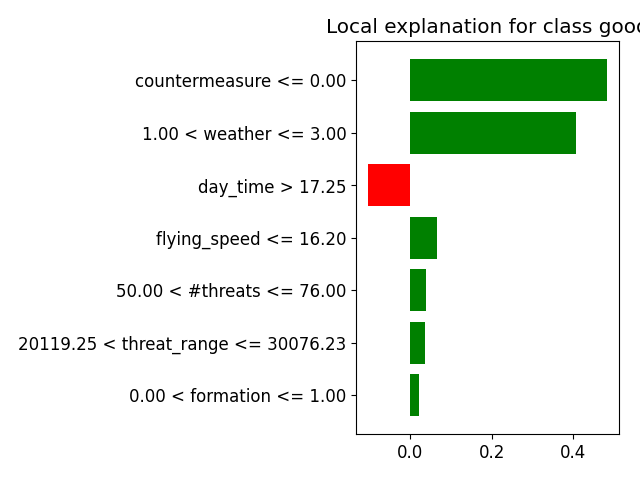 Local explanation for class good
countermeasure <= 0.00
1.00 < weather <= 3.00
day_time > 17.25
flying_speed <= 16.20
50.00 < #threats <= 76.00
20119.25 < threat_range <= 30076.23
0.00 < formation <= 1.00
0.0 0.2 0.4